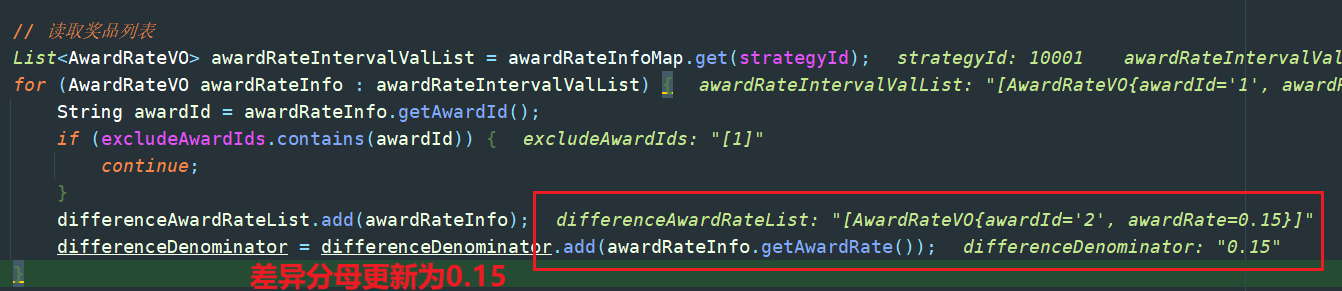 // 读取奖品列表
List<AwardRateVO> awardRateIntervalValList = awardRateInfoMap.get(strategyId);   strategyId: 10001    awardRateIntervalVal
for (AwardRateVO awardRateInfo : awardRateIntervalValList) {   awardRateIntervalValList: "[AwardRateVO{awardId='1', awardR
String awardId = awardRateInfo.getAwardId();
if (excludeAwardIds.contains(awardId)) {   excludeAwardIds: "[1]"
continue;
}
differenceAwardRateList.add(awardRateInfo);   differenceAwardRateList: "[AwardRateVO{awardId='2', awardRate=0.15}]"
differenceDenominator = differenceDenominator.add(awardRateInfo.getAwardRate());   differenceDenominator: "0.15"
}
差异分母更新为0.15